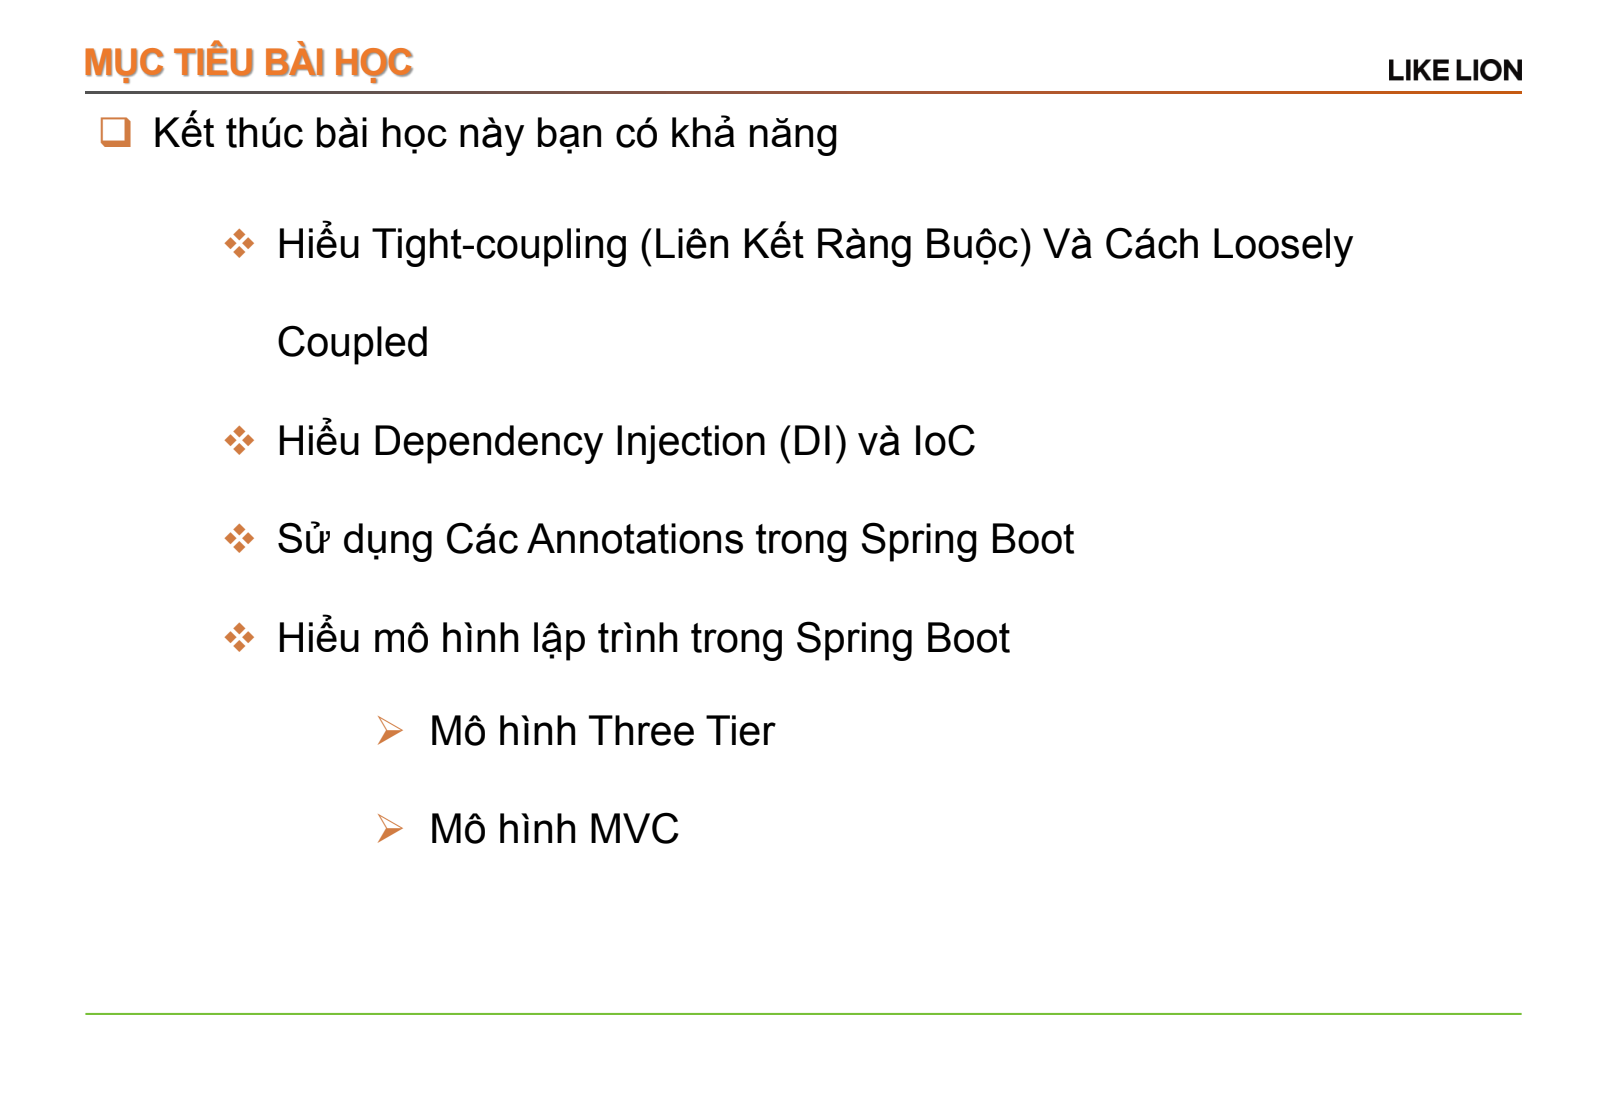 MỤC TIÊU BÀI HỌC
LIKE LION
Kết thúc bài học này bạn có khả năng
Hiểu Tight-coupling (Liên Kết Ràng Buộc) Và Cách Loosely
Coupled
Hiểu Dependency Injection (DI) và IoC
Sử dụng Các Annotations trong Spring Boot
Hiểu mô hình lập trình trong Spring Boot
Mô hình Three Tier
Mô hình MVC